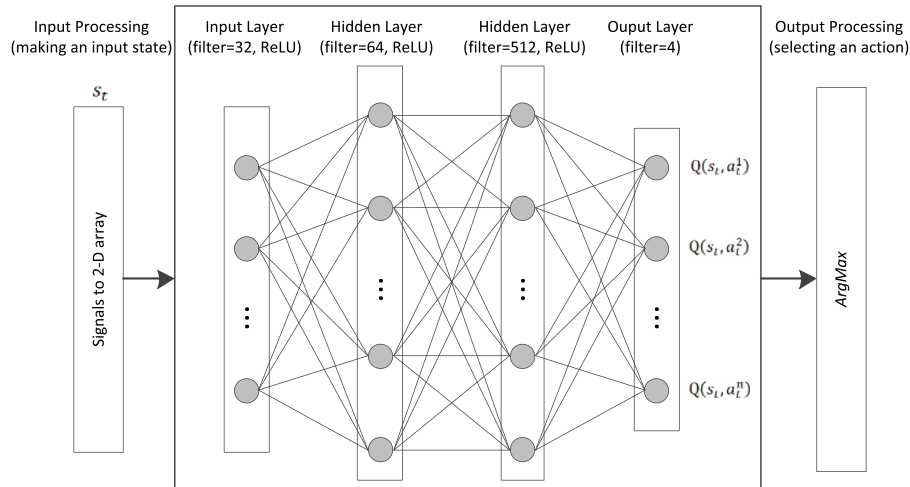 Input Processing
(making an input state)
Input Layer
(filter=32, ReLU)
Hidden Layer
(filter=64, ReLU)
Hidden Layer
(filter=512, ReLU)
Ouput Layer
(filter=4)
Output Processing
(selecting an action)
s_t
Signals to 2-D array
Q(s_t, a_t^1)
Q(s_t, a_t^2)
Q(s_t, a_t^n)
ArgMax